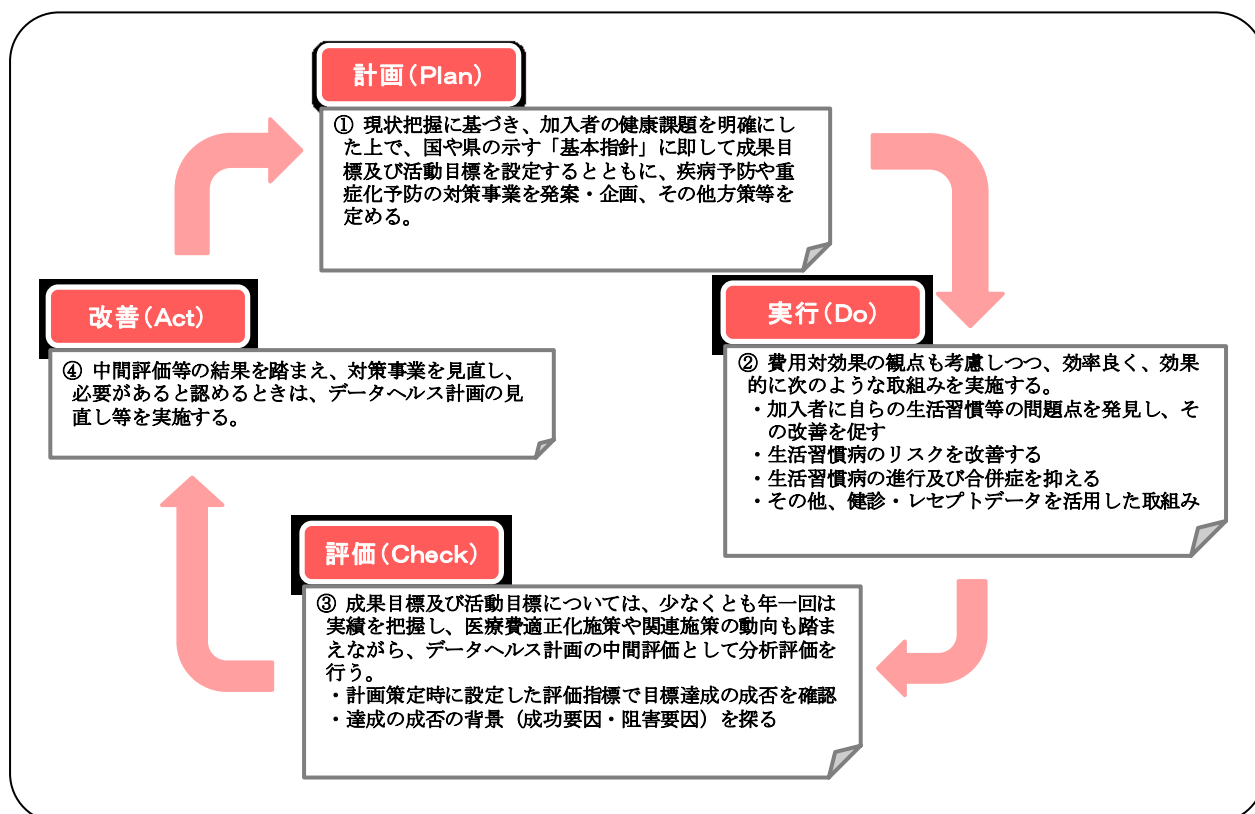 計画(Plan)
① 現状把握に基づき、加入者の健康課題を明確にし
た上で、国や県の示す「基本指針」に即して成果目
標及び活動目標を設定するとともに、疾病予防や重
症化予防の対策事業を発案・企画、その他方策等を
定める。
実行(Do)
② 費用対効果の観点も考慮しつつ、効率良く、効果
的に次のような取組みを実施する。
・加入者に自らの生活習慣等の問題点を発見し、そ
の改善を促す
・生活習慣病のリスクを改善する
・生活習慣病の進行及び合併症を抑える
・その他、健診・レセプトデータを活用した取組み
評価(Check)
③ 成果目標及び活動目標については、少なくとも年一回は
実績を把握し、医療費適正化施策や関連施策の動向も踏ま
えながら、データヘルス計画の中間評価として分析評価を
行う。
・計画策定時に設定した評価指標で目標達成の成否を確認
・達成の成否の背景（成功要因・阻害要因）を探る
改善(Act)
④ 中間評価等の結果を踏まえ、対策事業を見直し、
必要があると認めるときは、データヘルス計画の見
直し等を実施する。